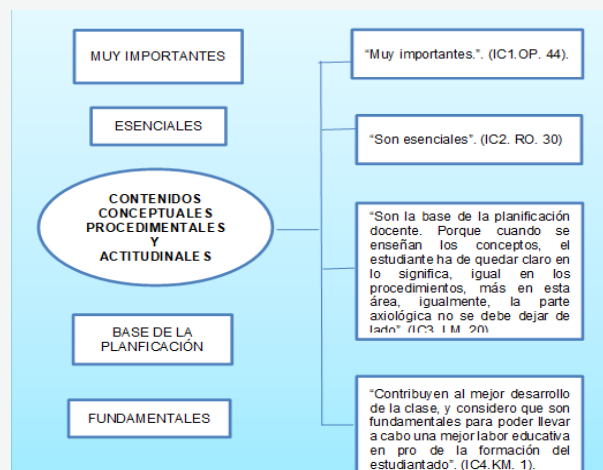 MUY IMPORTANTES
ESENCIALES
CONTENIDOS
CONCEPTUALES
PROCEDIMENTALES
Y
ACTITUDINALES
BASE DE LA
PLANFICACIÓN
FUNDAMENTALES
“Muy importantes.”. (IC1.OP. 44).
“Son esenciales”. (IC2. RO. 30)
“Son la base de la planificación
docente. Porque cuando se
enseñan los conceptos, el
estudiante ha de quedar claro en
lo significa, igual en los
procedimientos, más en esta
área, igualmente, la parte
axiológica no se debe dejar de
lado” (IC3. LM. 20)
“Contribuyen al mejor desarrollo
de la clase, y considero que son
fundamentales para poder llevar
a cabo una mejor labor educativa
en pro de la formación del
estudiantado”. (IC4.KM. 1).